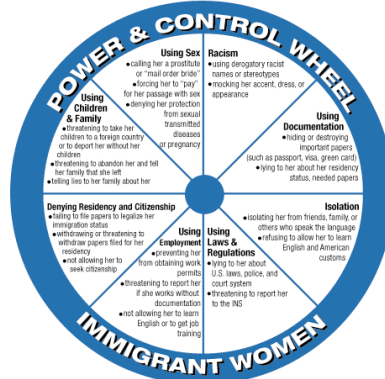 POWER & CONTROL WHEEL
Using Sex
•calling her a prostitute
or "mail order bride"
•forcing her to "pay"
for her passage with sex
•denying her protection
from sexual
transmitted
diseases
or pregnancy
Racism
•using derogatory racist
names or stereotypes
•mocking her accent, dress, or
appearance
Using
Children
& Family
•threatening to take her
children to a foreign country
or to deport her without her
children
•threatening to abandon her and tell
her family that she left
•telling lies to her family about her
Using
Documentation
•hiding or destroying
important papers
(such as passport, visa, green card)
•lying to her about her residency
status, needed papers
Denying Residency and Citizenship
•failing to file papers to legalize her
immigration status
•withdrawing or threatening to
withdraw papers filed for her
residency
•not allowing her to
seek citizenship
Isolation
•isolating her from friends, family, or
others who speak the language
•refusing to allow her to learn
English and American
customs
Using
Employment
•preventing her
from obtaining work
permits
•threatening to report her
if she works without
documentation
•not allowing her to learn
English or to get job
training
Using
Laws &
Regulations
•lying to her about
U.S. laws, police, and
court system
•threatening to report her
to the INS
IMMIGRANT WOMEN